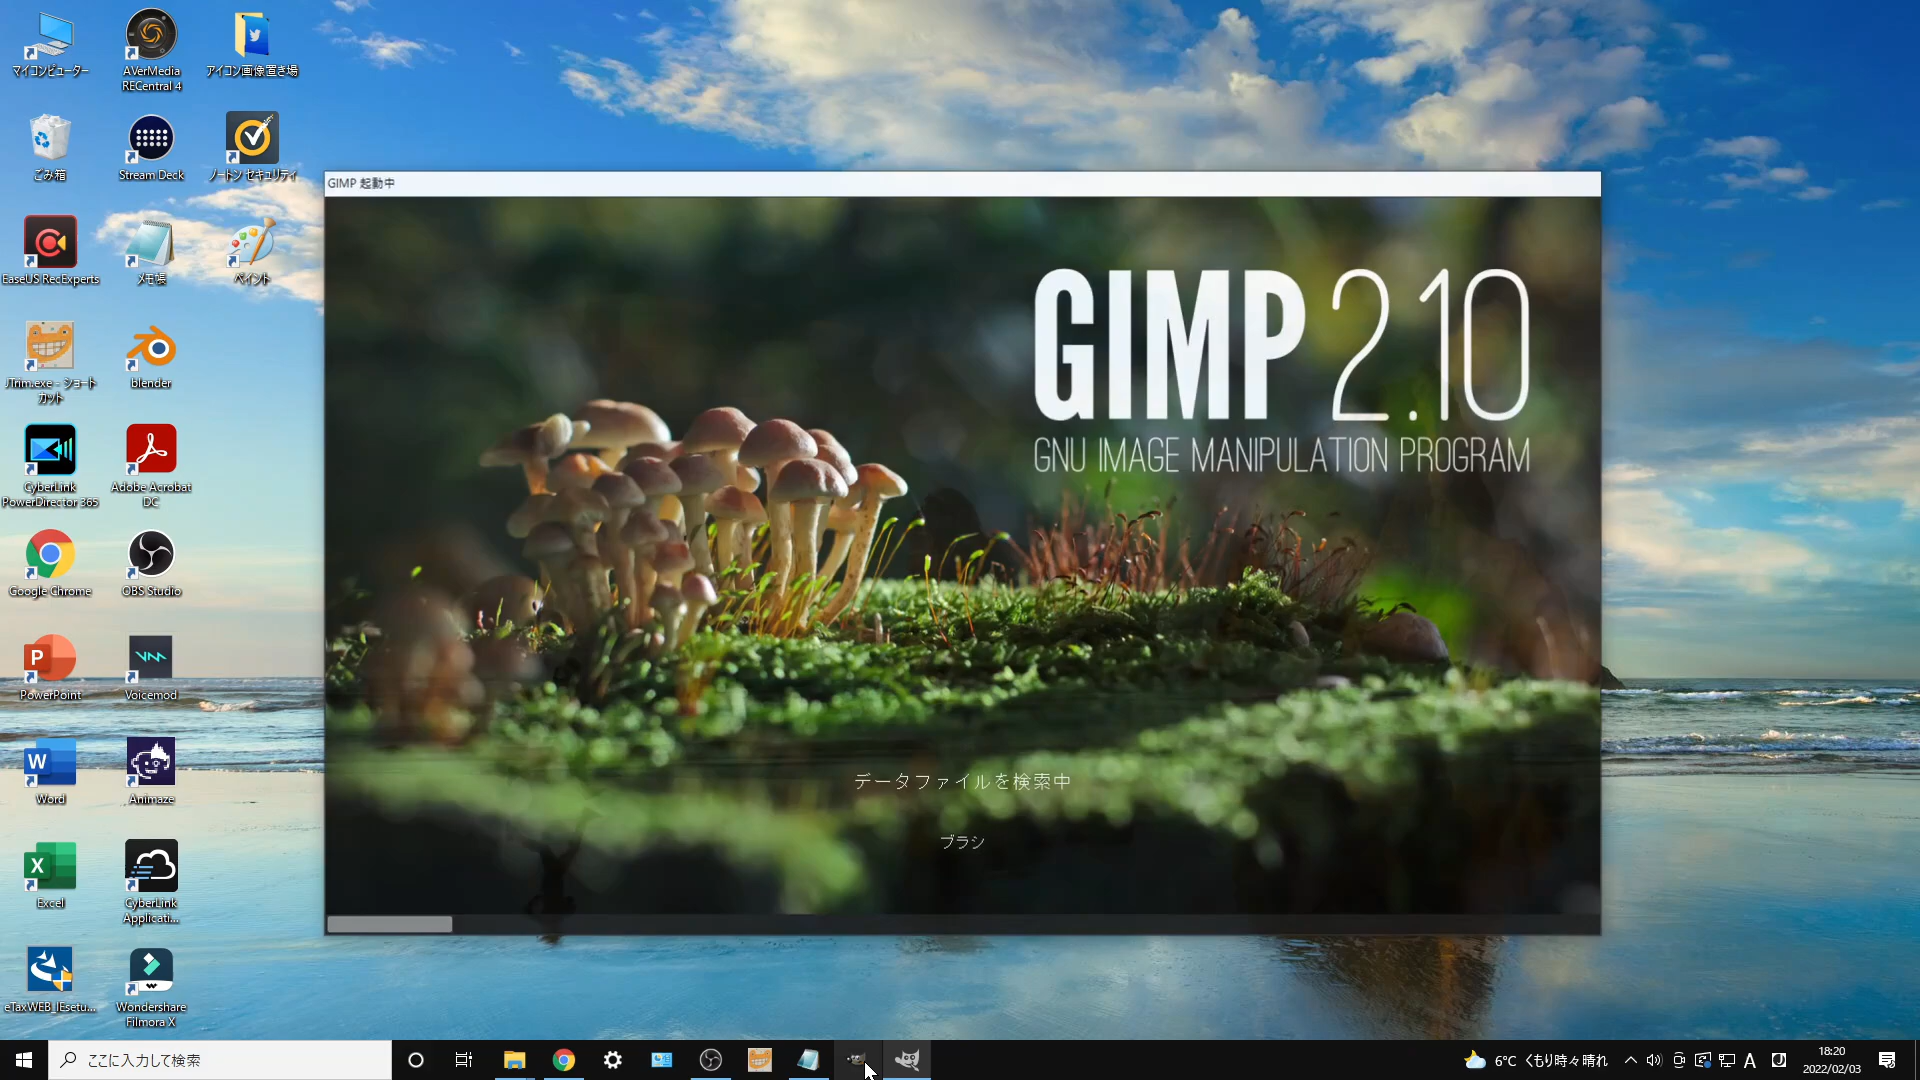 マイコンピューター
AVerMedia
RECentral 4
アイコン画像置き場
ごみ箱
Stream Deck
ノートン セキュリティ
EaseUS RecExperts
メモ帳
ペイント
JTrim.exe - ショート
カット
blender
CyberLink
PowerDirector 365
Adobe Acrobat
DC
Google Chrome
OBS Studio
PowerPoint
Voicemod
Word
Animaze
Excel
CyberLink
Applicati...
eTaxWEB_IEsetu...
Wondershare
Filmora X
GIMP 起動中
GIMP 2.10
GNU IMAGE MANIPULATION PROGRAM
データファイルを検索中
ブラシ
ここに入力して検索
6°C くもり時々晴れ
A
18:20
2022/02/03